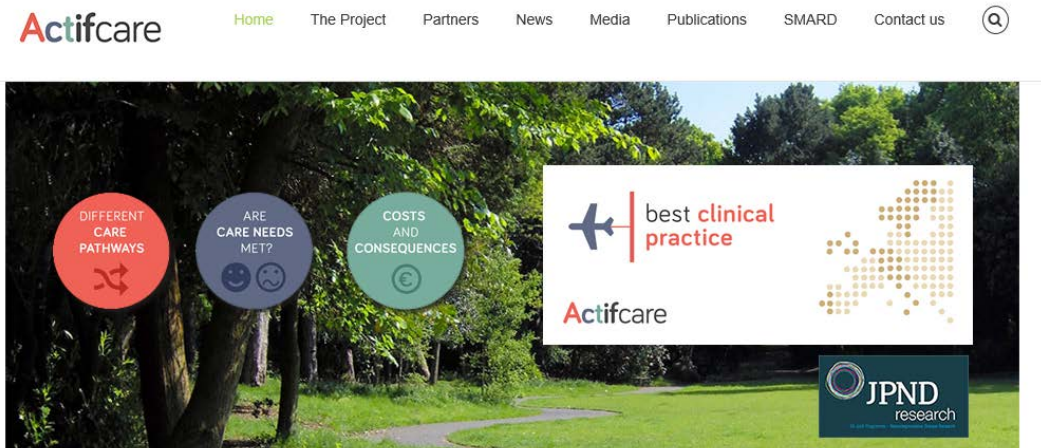 Actifcare
Home The Project Partners News Media Publications SMARD Contact us
DIFFERENT
CARE
PATHWAYS
ARE
CARE NEEDS
MET?
COSTS
AND
CONSEQUENCES
€
best clinical
practice
Actifcare
JPND
research